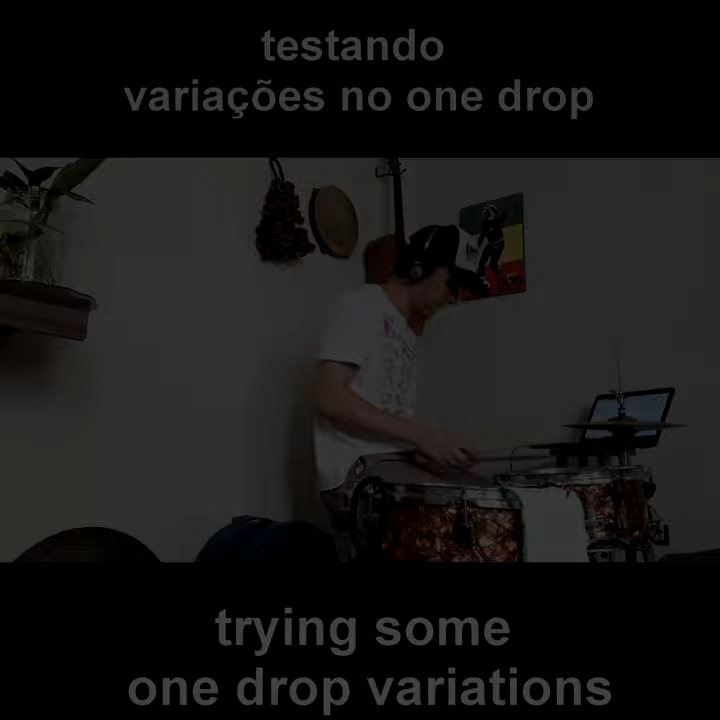 testando
variações no one drop
trying some
one drop variations